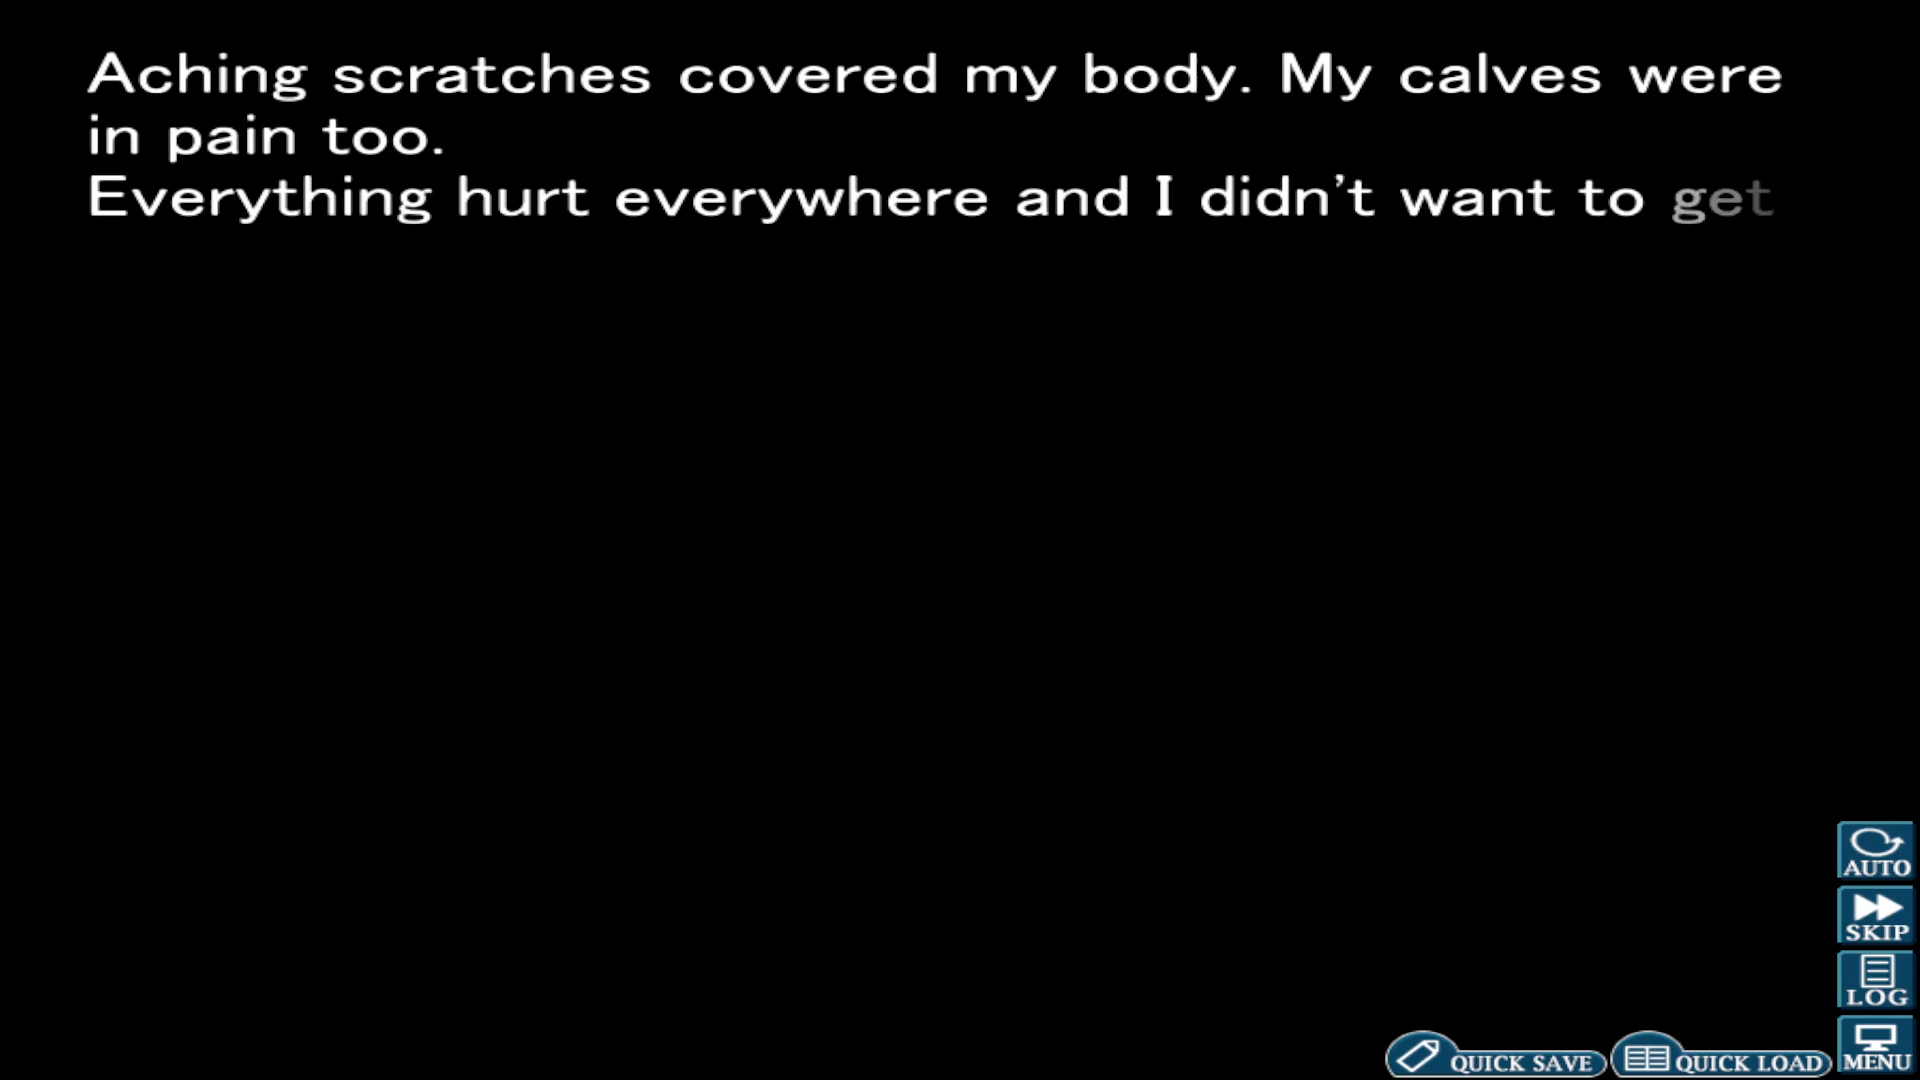 Aching scratches covered my body. My calves were
in pain too.
Everything hurt everywhere and I didn't want to get
AUTO
SKIP
LOG
QUICK SAVE
QUICK LOAD
MENU